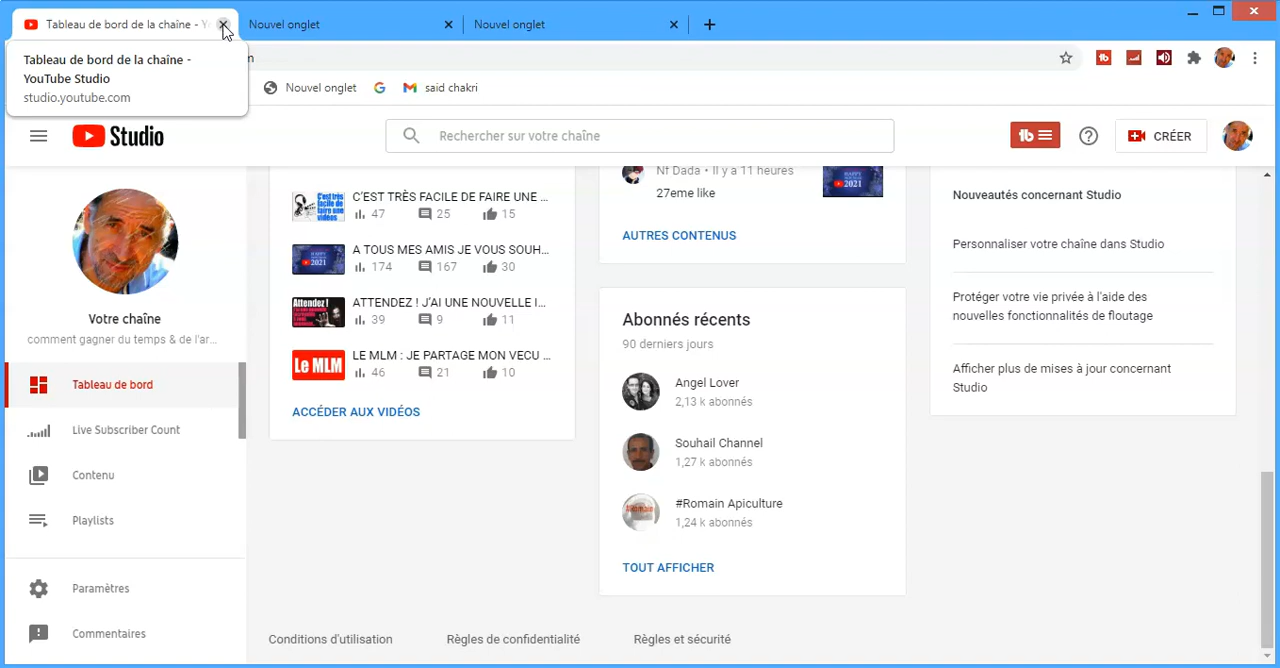 Tableau de bord de la chaîne - Y
Nouvel onglet
Nouvel onglet
Tableau de bord de la chaîne -
YouTube Studio
studio.youtube.com
Nouvel onglet
said chakri
Studio
Rechercher sur votre chaîne
CRÉER
Votre chaîne
comment gagner du temps & de l'ar...
Tableau de bord
Live Subscriber Count
Contenu
Playlists
Paramètres
Commentaires
C'EST TRÈS FACILE DE FAIRE UNE ...
47 25 15
A TOUS MES AMIS JE VOUS SOUH...
174 167 30
ATTENDEZ ! J'AI UNE NOUVELLE I...
39 9 11
Le MLM
LE MLM : JE PARTAGE MON VECU ...
46 21 10
ACCÉDER AUX VIDÉOS
Nf Dada • Il y a 11 heures
27eme like
AUTRES CONTENUS
Abonnés récents
90 derniers jours
Angel Lover
2,13 k abonnés
Souhail Channel
1,27 k abonnés
#Romain Apiculture
1,24 k abonnés
TOUT AFFICHER
Nouveautés concernant Studio
Personnaliser votre chaîne dans Studio
Protéger votre vie privée à l'aide des
nouvelles fonctionnalités de floutage
Afficher plus de mises à jour concernant
Studio
Conditions d'utilisation
Règles de confidentialité
Règles et sécurité